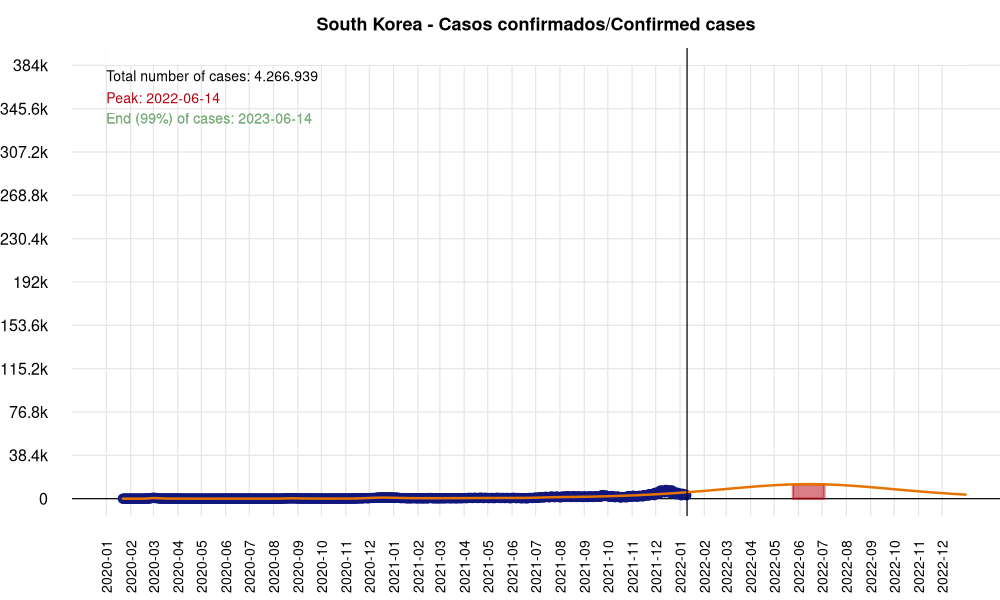 South Korea - Casos confirmados/Confirmed cases
384k
345.6k
307.2k
268.8k
230.4k
192k
153.6k
115.2k
76.8k
38.4k
0
Total number of cases: 4.266.939
Peak: 2022-06-14
End (99%) of cases: 2023-06-14
2020-01
2020-02
2020-03
2020-04
2020-05
2020-06
2020-07
2020-08
2020-09
2020-10
2020-11
2020-12
2021-01
2021-02
2021-03
2021-04
2021-05
2021-06
2021-07
2021-08
2021-09
2021-10
2021-11
2021-12
2022-01
2022-02
2022-03
2022-04
2022-05
2022-06
2022-07
2022-08
2022-09
2022-10
2022-11
2022-12